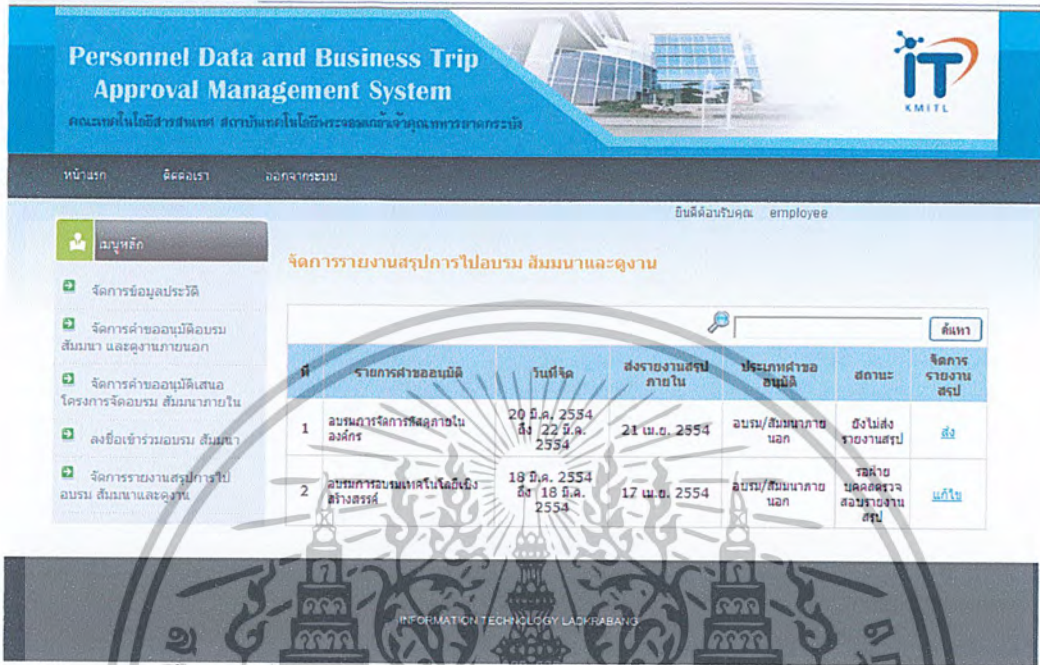 Personnel Data and Business Trip
Approval Management System
คณะเทคโนโลยีสารสนเทศ สถาบันเทคโนโลยีพระจอมเกล้าเจ้าคุณทหารลาดกระบัง
iT
KMITL
หน้าแรก ติดต่อเรา ออกจากระบบ
ยินดีต้อนรับคุณ employee
เมนูหลัก
จัดการข้อมูลประวัติ
จัดการคำขออนุมัติอบรม
สัมมนา และดูงานภายนอก
จัดการคำขออนุมัติเสนอ
โครงการจัดอบรม สัมมนาภายใน
ลงชื่อเข้าร่วมอบรม สัมมนา
จัดการรายงานสรุปการไป
อบรม สัมมนาและดูงาน
จัดการรายงานสรุปการไปอบรม สัมมนาและดูงาน
ค้นหา
ที่ รายการคำขออนุมัติ วันที่จัด ส่งรายงานสรุปภายใน ประเภทคำขออนุมัติ สถานะ จัดการรายงานสรุป
1 อบรมการจัดการพัสดุภายในองค์กร 20 มี.ค. 2554 ถึง 22 มี.ค. 2554 21 เม.ย. 2554 อบรม/สัมมนาภายนอก ยังไม่ส่งรายงานสรุป ส่ง
2 อบรมการอบรมเทคโนโลยีเชิงสร้างสรรค์ 18 มี.ค. 2554 ถึง 18 มี.ค. 2554 17 เม.ย. 2554 อบรม/สัมมนาภายนอก รอฝ่ายบุคคลตรวจสอบรายงานสรุป แก้ไข
INFORMATION TECHNOLOGY LADKRABANG